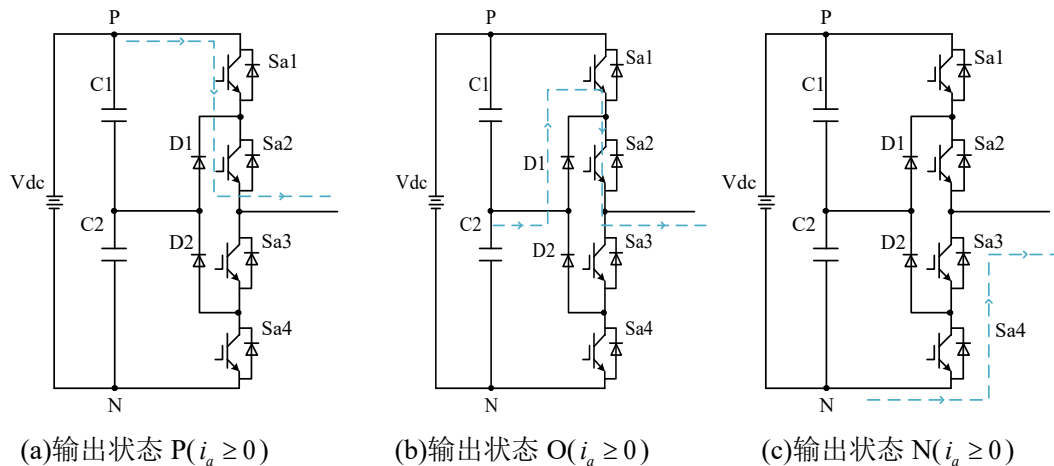 P
C1
Sa1
D1
Sa2
Vdc
C2
D2
Sa3
Sa4
N
(a)输出状态 P(iₐ ≥ 0)
P
C1
Sa1
D1
Sa2
Vdc
C2
D2
Sa3
Sa4
N
(b)输出状态 O(iₐ ≥ 0)
P
C1
Sa1
D1
Sa2
Vdc
C2
D2
Sa3
Sa4
N
(c)输出状态 N(iₐ ≥ 0)